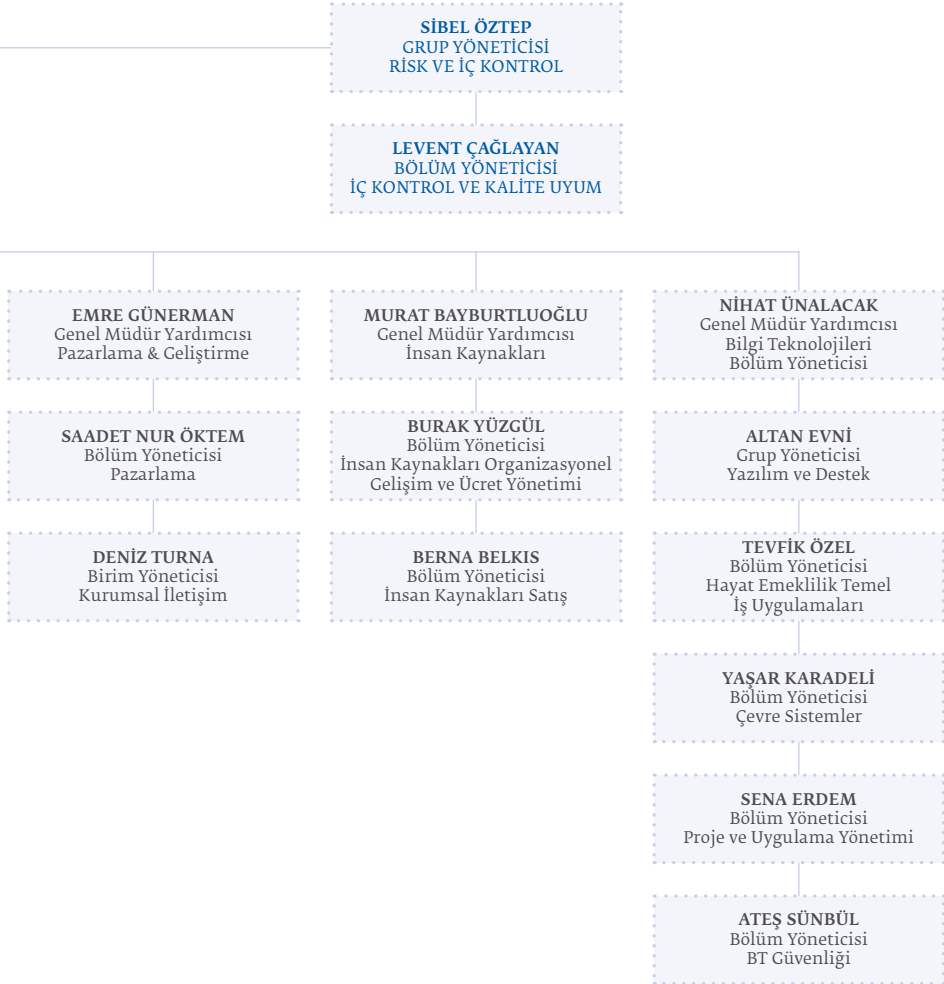 SİBEL ÖZTEP
GRUP YÖNETİCİSİ
RİSK VE İÇ KONTROL
LEVENT ÇAĞLAYAN
BÖLÜM YÖNETİCİSİ
İÇ KONTROL VE KALİTE UYUM
EMRE GÜNERMAN
Genel Müdür Yardımcısı
Pazarlama & Geliştirme
SAADET NUR ÖKTEM
Bölüm Yöneticisi
Pazarlama
DENİZ TURNA
Birim Yöneticisi
Kurumsal İletişim
MURAT BAYBURTLUOĞLU
Genel Müdür Yardımcısı
İnsan Kaynakları
BURAK YÜZGÜL
Bölüm Yöneticisi
İnsan Kaynakları Organizasyonel
Gelişim ve Ücret Yönetimi
BERNA BELKIS
Bölüm Yöneticisi
İnsan Kaynakları Satış
NİHAT ÜNALACAK
Genel Müdür Yardımcısı
Bilgi Teknolojileri
Bölüm Yöneticisi
ALTAN EVNİ
Grup Yöneticisi
Yazılım ve Destek
TEVFİK ÖZEL
Bölüm Yöneticisi
Hayat Emeklilik Temel
İş Uygulamaları
YAŞAR KARADELİ
Bölüm Yöneticisi
Çevre Sistemler
SENA ERDEM
Bölüm Yöneticisi
Proje ve Uygulama Yönetimi
ATEŞ SÜNBÜL
Bölüm Yöneticisi
BT Güvenliği